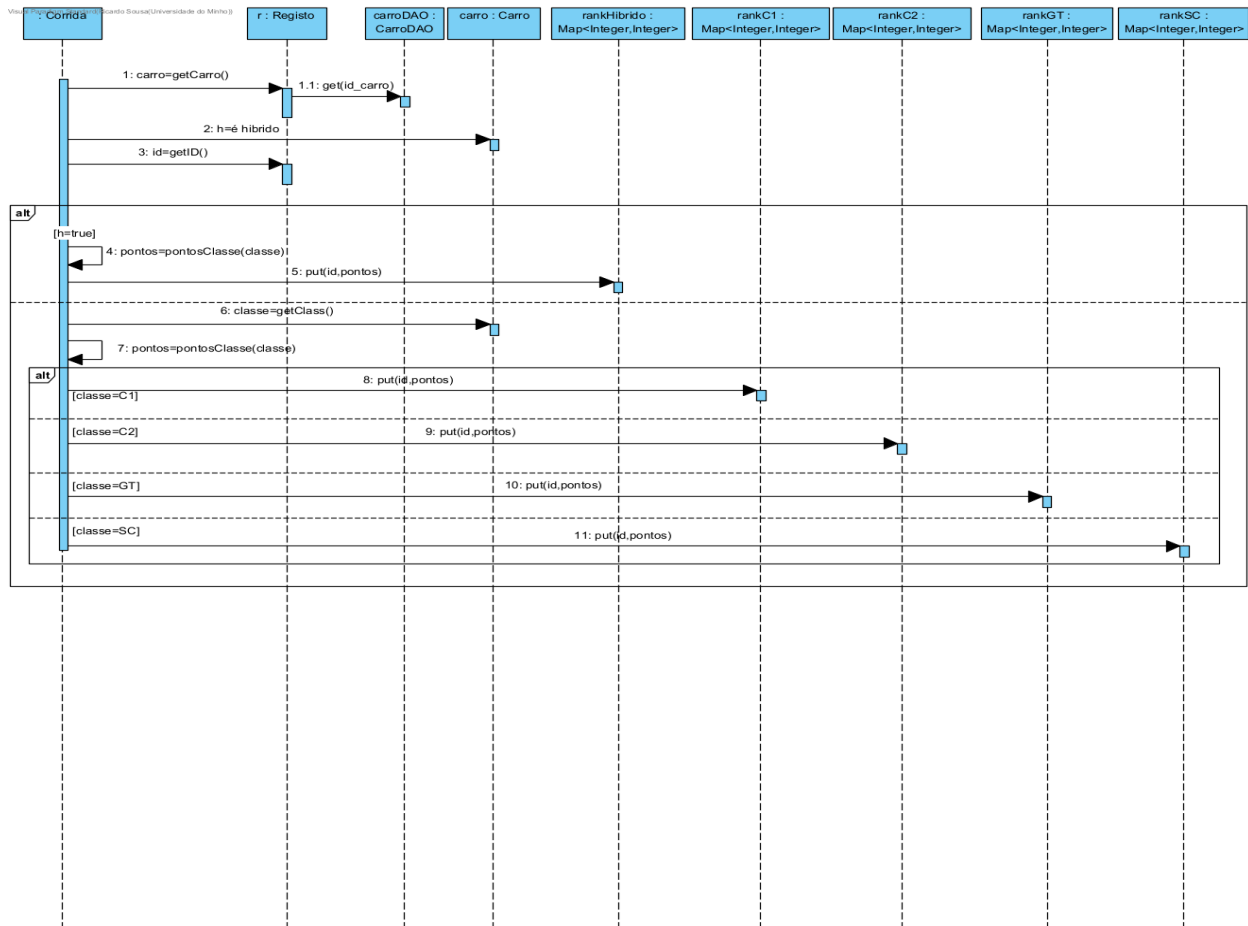 : Corrida
r : Registo
carroDAO :
CarroDAO
carro : Carro
rankHibrido :
Map<Integer,Integer>
rankC1 :
Map<Integer,Integer>
rankC2 :
Map<Integer,Integer>
rankGT :
Map<Integer,Integer>
rankSC :
Map<Integer,Integer>
Sousa(Universidade do Minho))
1: carro=getCarro()
1.1: get(id_carro)
2: h=é hibrido
3: id=getID()
alt
[h=true]
4: pontos=pontosClasse(classe)
5: put(id,pontos)
6: classe=getClass()
7: pontos=pontosClasse(classe)
alt
8: put(id,pontos)
[classe=C1]
[classe=C2]
9: put(id,pontos)
[classe=GT]
10: put(id,pontos)
[classe=SC]
11: put(id,pontos)